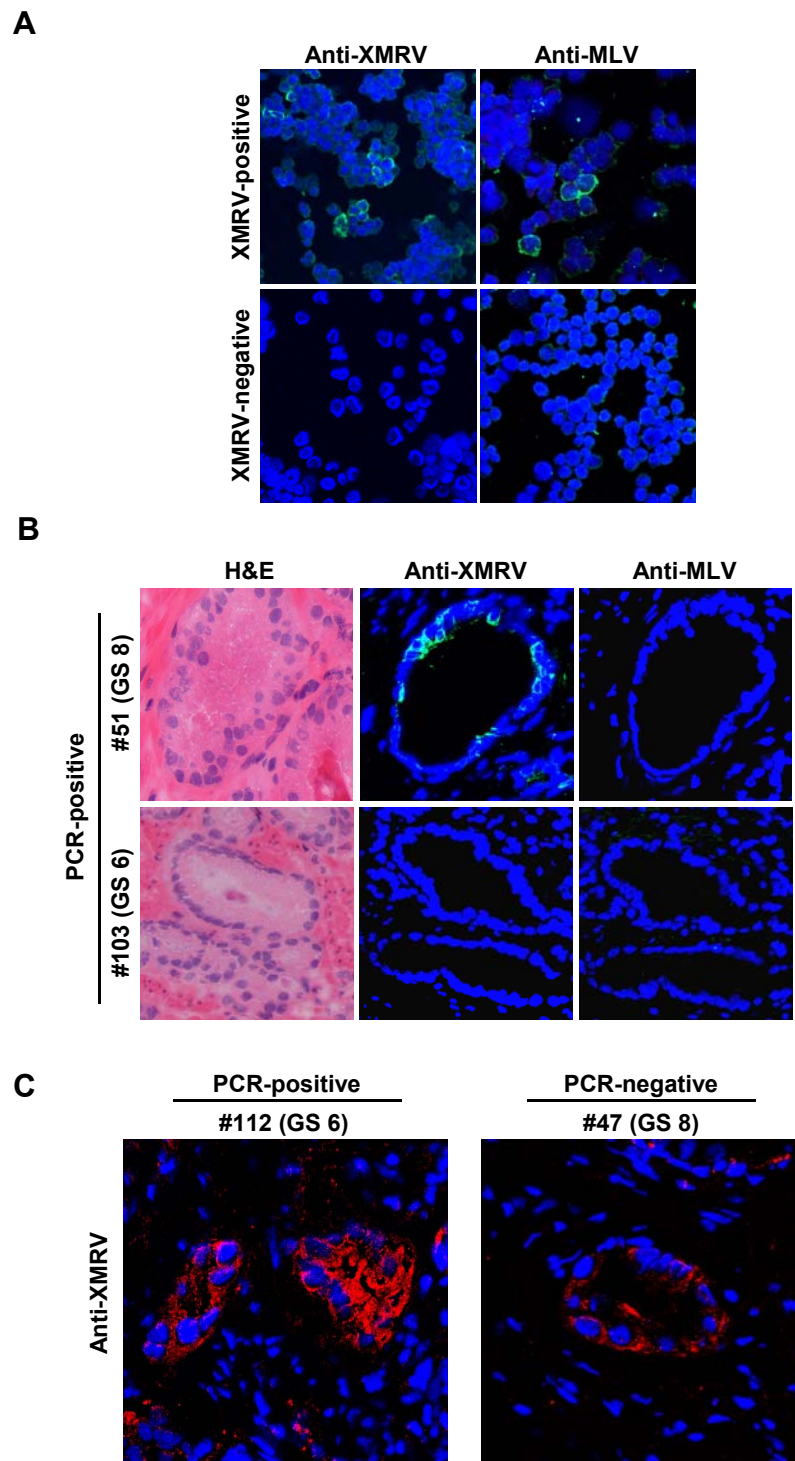 A
Anti-XMRV
Anti-MLV
XMRV-positive
XMRV-negative
B
H&E
Anti-XMRV
Anti-MLV
PCR-positive
#51 (GS 8)
#103 (GS 6)
C
PCR-positive
PCR-negative
#112 (GS 6)
#47 (GS 8)
Anti-XMRV